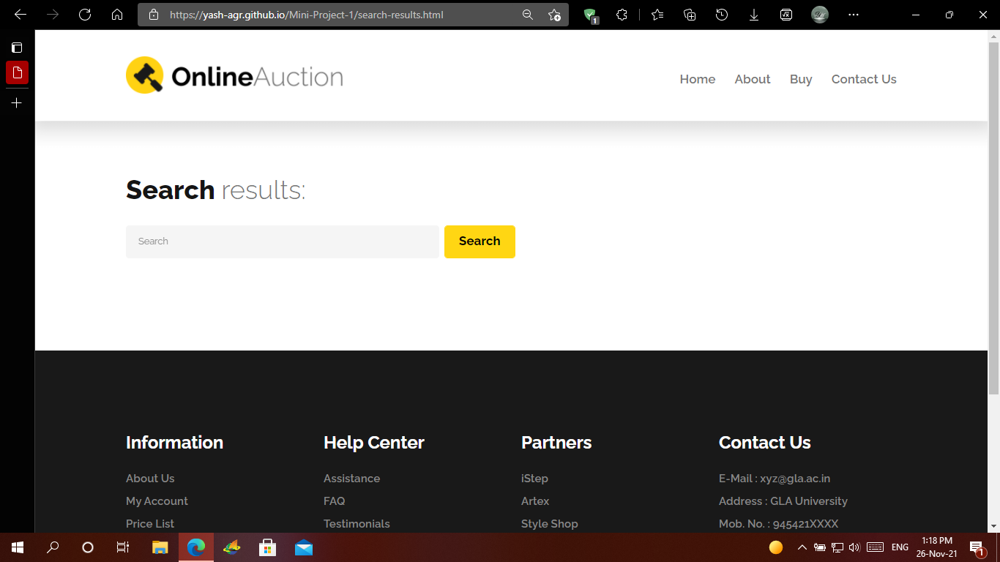 https://yash-agr.github.io/Mini-Project-1/search-results.html
1
OnlineAuction
Home About Buy Contact Us
Search results:
Search
Search
Information Help Center Partners Contact Us
About Us Assistance iStep E-Mail : xyz@gla.ac.in
My Account FAQ Artex Address : GLA University
Price List Testimonials Style Shop Mob. No. : 945421XXXX
ENG
1:18 PM
26-Nov-21
1